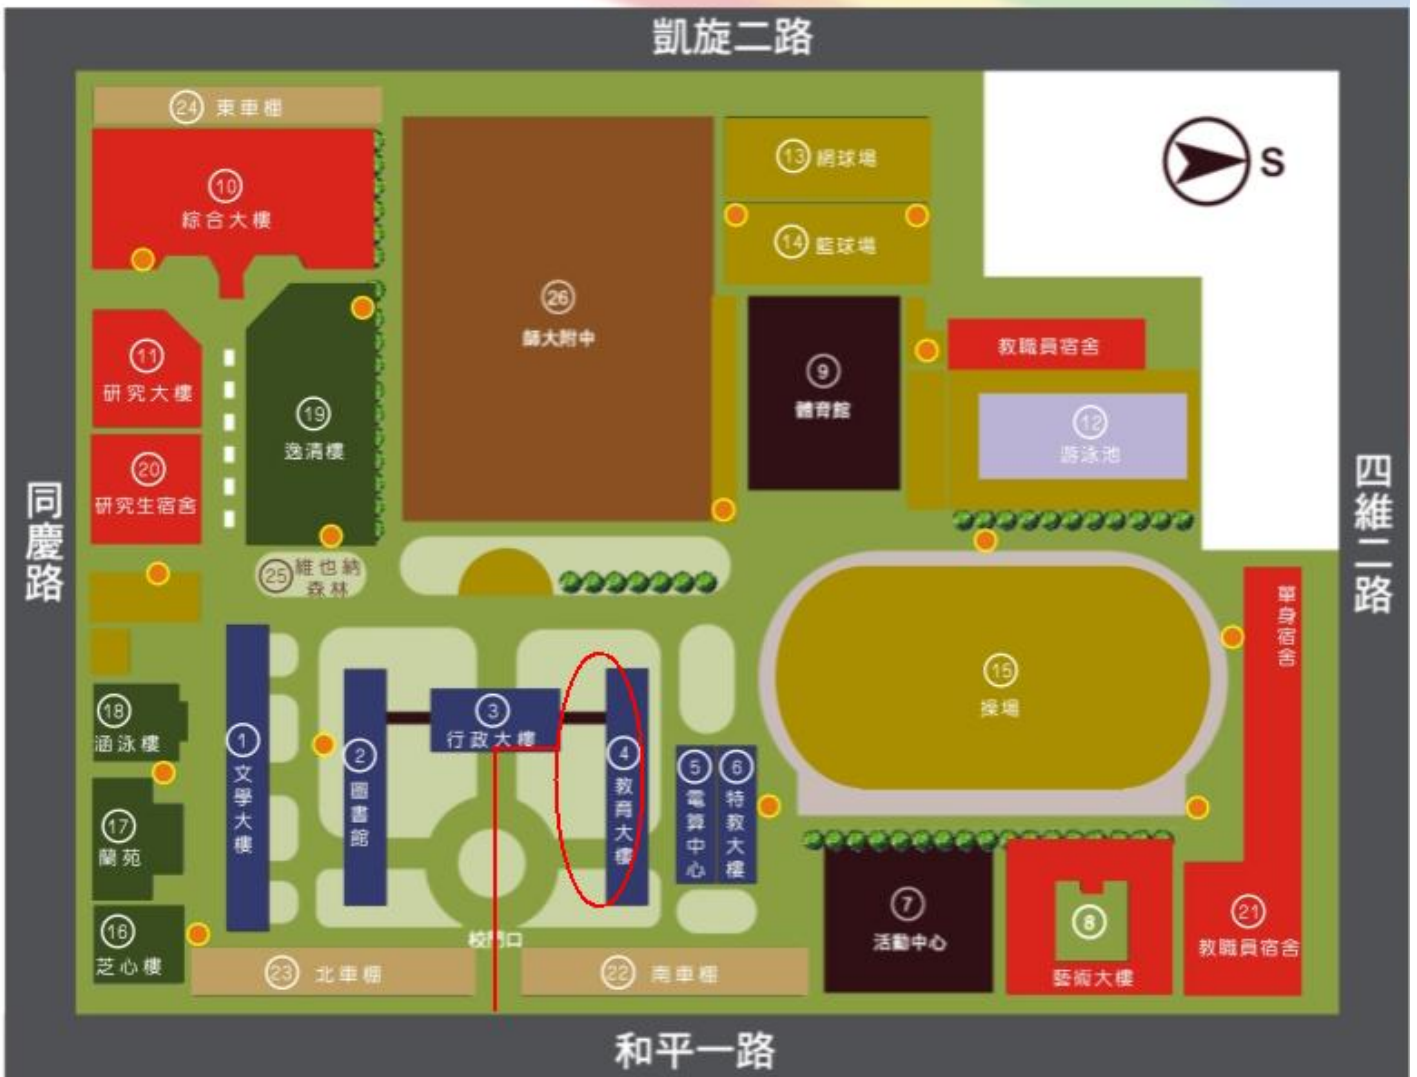 凱旋二路
24 東車棚
10
綜合大樓
13 網球場
S
14 籃球場
26
師大附中
11
研究大樓
19
逸清樓
9
體育館
教職員宿舍
12
游泳池
20
研究生宿舍
同慶路
四維二路
25 維也納
森林
單身宿舍
15
操場
18
涵泳樓
1 文學大樓
2 圖書館
3
行政大樓
4 教育大樓
5 電算中心
6 特教大樓
17
蘭苑
7
活動中心
8
藝術大樓
21
教職員宿舍
16
芝心樓
校門口
23 北車棚
22 南車棚
和平一路